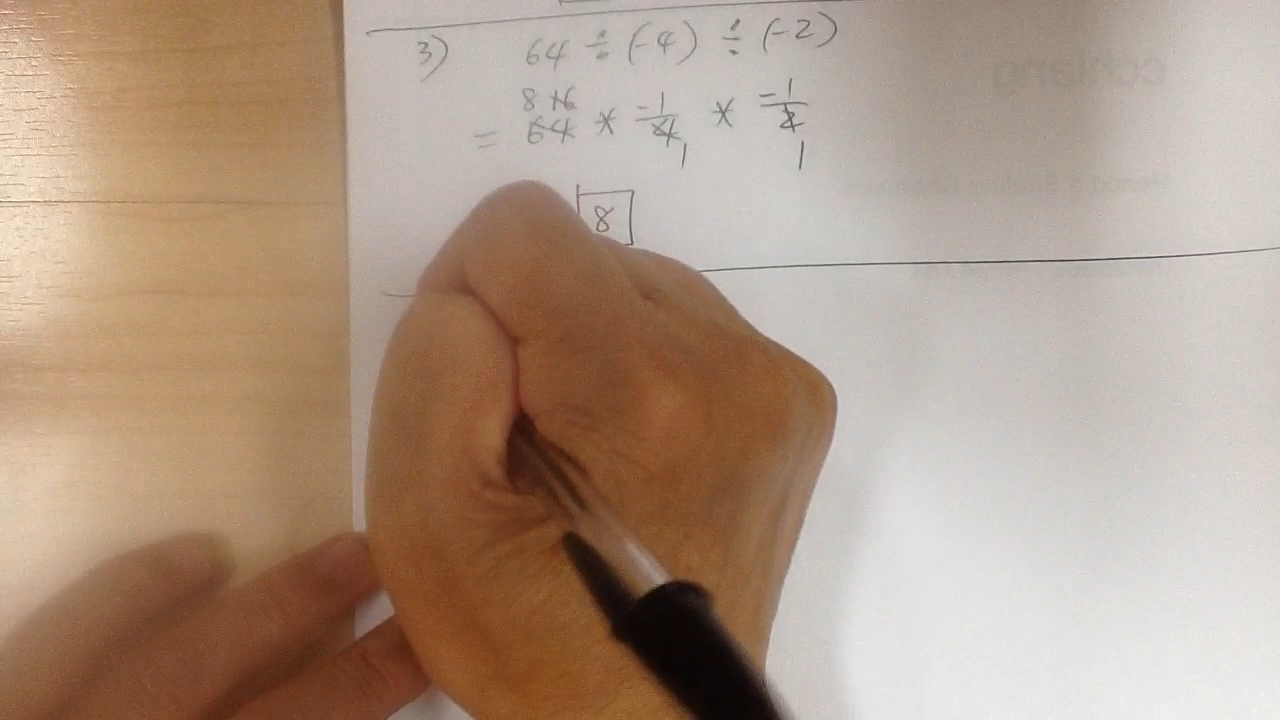 3) 64 ÷ (-4) ÷ (-2)
8 16
= 64 * -1/4 * -1/2
1 1
8